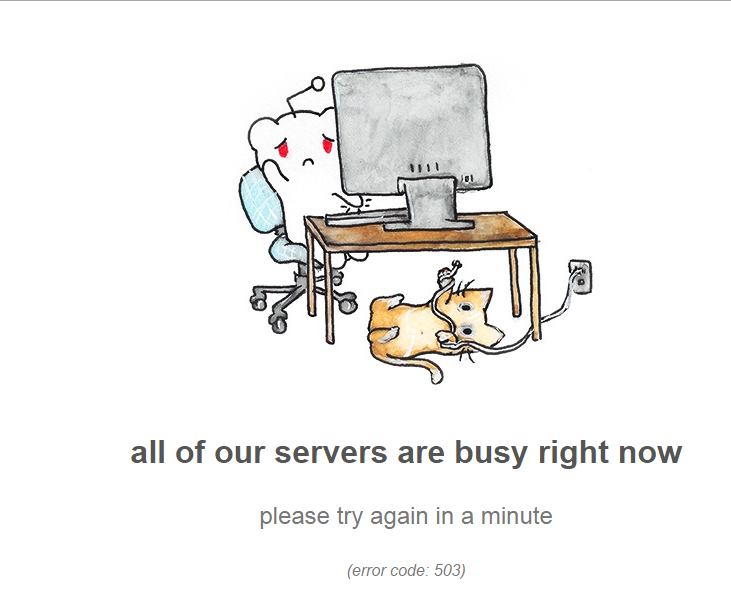 all of our servers are busy right now
please try again in a minute
(error code: 503)